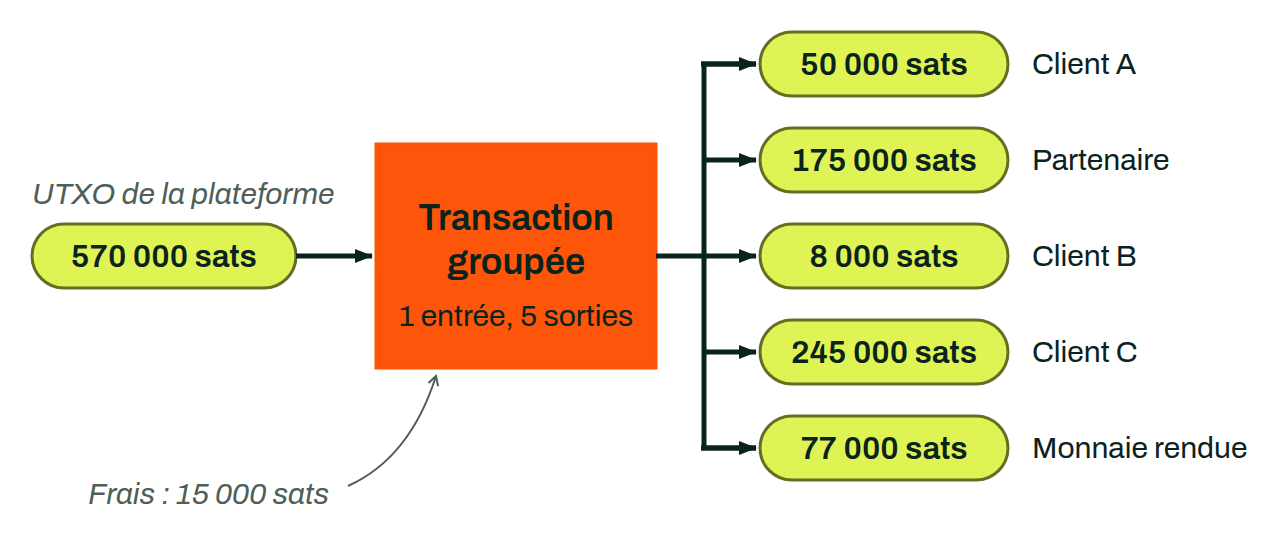 UTXO de la plateforme
570 000 sats
Transaction
groupée
1 entrée, 5 sorties
Frais : 15 000 sats
50 000 sats
Client A
175 000 sats
Partenaire
8 000 sats
Client B
245 000 sats
Client C
77 000 sats
Monnaie rendue